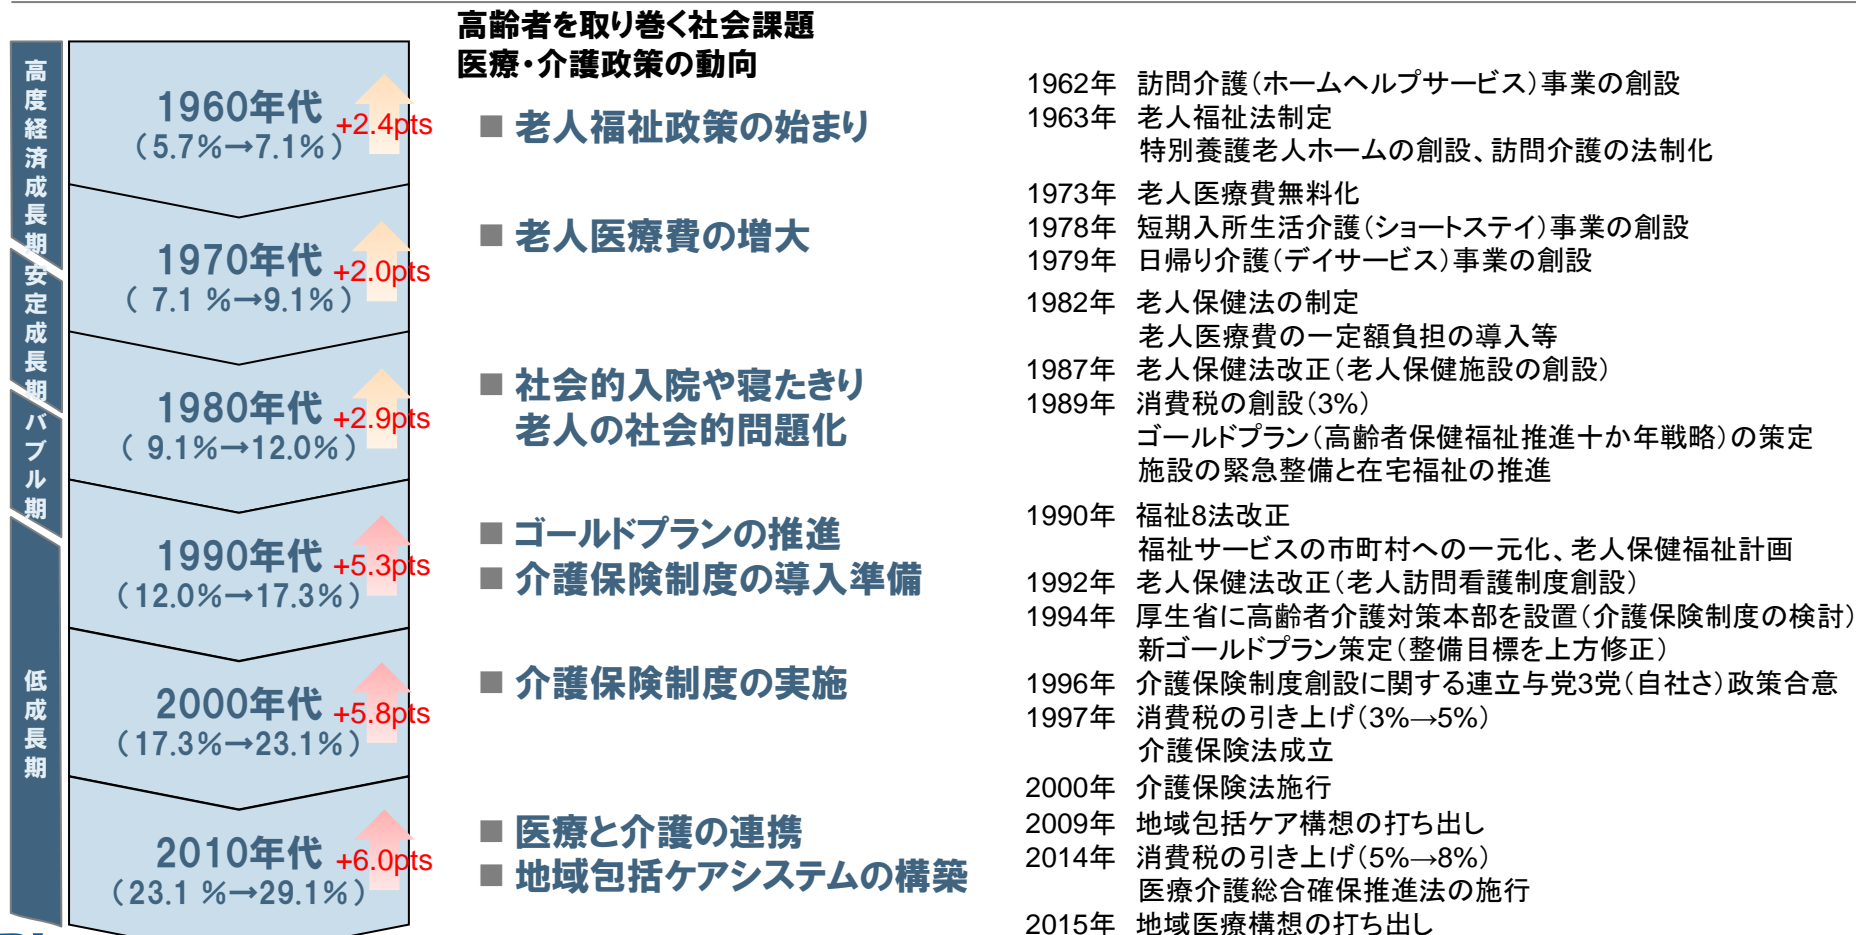 高齢者を取り巻く社会課題
医療・介護政策の動向
高度経済成長期
安定成長期
バブル期
低成長期
1960年代
+2.4pts
(5.7%→7.1%)
1970年代
+2.0pts
( 7.1 %→9.1%)
1980年代
+2.9pts
( 9.1%→12.0%)
1990年代
+5.3pts
(12.0%→17.3%)
2000年代
+5.8pts
(17.3%→23.1%)
2010年代
+6.0pts
(23.1 %→29.1%)
■ 老人福祉政策の始まり
■ 老人医療費の増大
■ 社会的入院や寝たきり
老人の社会的問題化
■ ゴールドプランの推進
■ 介護保険制度の導入準備
■ 介護保険制度の実施
■ 医療と介護の連携
■ 地域包括ケアシステムの構築
1962年 訪問介護(ホームヘルプサービス)事業の創設
1963年 老人福祉法制定
特別養護老人ホームの創設、訪問介護の法制化
1973年 老人医療費無料化
1978年 短期入所生活介護(ショートステイ)事業の創設
1979年 日帰り介護(デイサービス)事業の創設
1982年 老人保健法の制定
老人医療費の一定額負担の導入等
1987年 老人保健法改正(老人保健施設の創設)
1989年 消費税の創設(3%)
ゴールドプラン(高齢者保健福祉推進十か年戦略)の策定
施設の緊急整備と在宅福祉の推進
1990年 福祉8法改正
福祉サービスの市町村への一元化、老人保健福祉計画
1992年 老人保健法改正(老人訪問看護制度創設)
1994年 厚生省に高齢者介護対策本部を設置(介護保険制度の検討)
新ゴールドプラン策定(整備目標を上方修正)
1996年 介護保険制度創設に関する連立与党3党(自社さ)政策合意
1997年 消費税の引き上げ(3%→5%)
介護保険法成立
2000年 介護保険法施行
2009年 地域包括ケア構想の打ち出し
2014年 消費税の引き上げ(5%→8%)
医療介護総合確保推進法の施行
2015年 地域医療構想の打ち出し